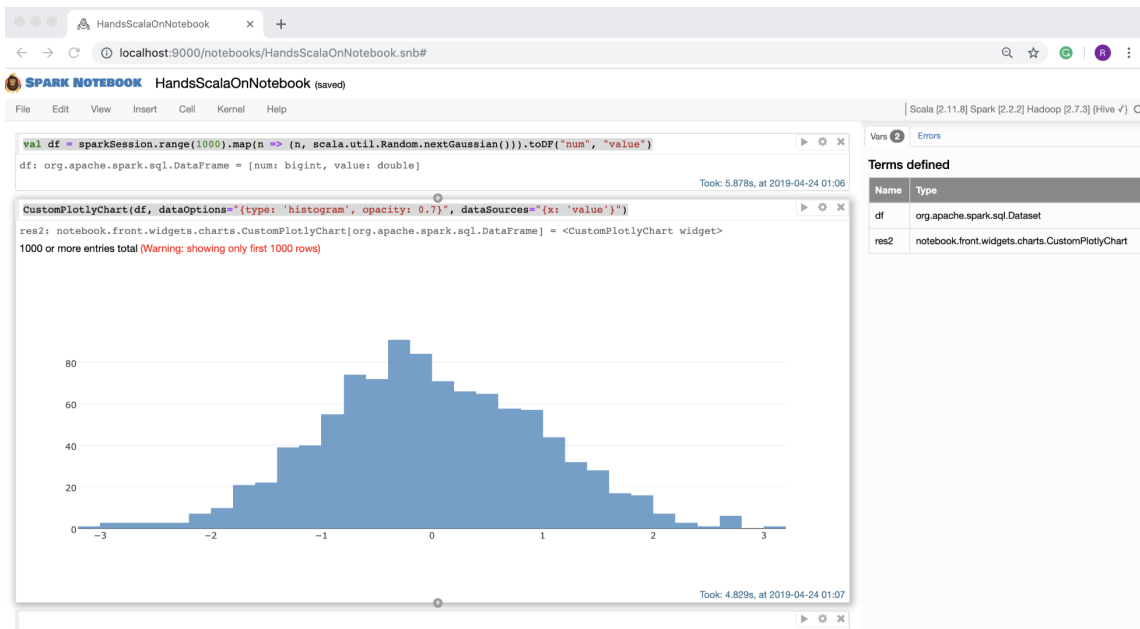 HandsScalaOnNotebook × +
localhost:9000/notebooks/HandsScalaOnNotebook.snb#
R
SPARK NOTEBOOK HandsScalaOnNotebook (saved)
File Edit View Insert Cell Kernel Help
Scala [2.11.8] Spark [2.2.2] Hadoop [2.7.3] {Hive ✓}
val df = sparkSession.range(1000).map(n => (n, scala.util.Random.nextGaussian())).toDF("num", "value")
df: org.apache.spark.sql.DataFrame = [num: bigint, value: double]
Took: 5.878s, at 2019-04-24 01:06
CustomPlotlyChart(df, dataOptions="{type: 'histogram', opacity: 0.7}", dataSources="{x: 'value'}")
res2: notebook.front.widgets.charts.CustomPlotlyChart[org.apache.spark.sql.DataFrame] = <CustomPlotlyChart widget>
1000 or more entries total (Warning: showing only first 1000 rows)
80
60
40
20
0
−3 −2 −1 0 1 2 3
Took: 4.829s, at 2019-04-24 01:07
Vars 2 Errors
Terms defined
Name Type
df org.apache.spark.sql.Dataset
res2 notebook.front.widgets.charts.CustomPlotlyChart